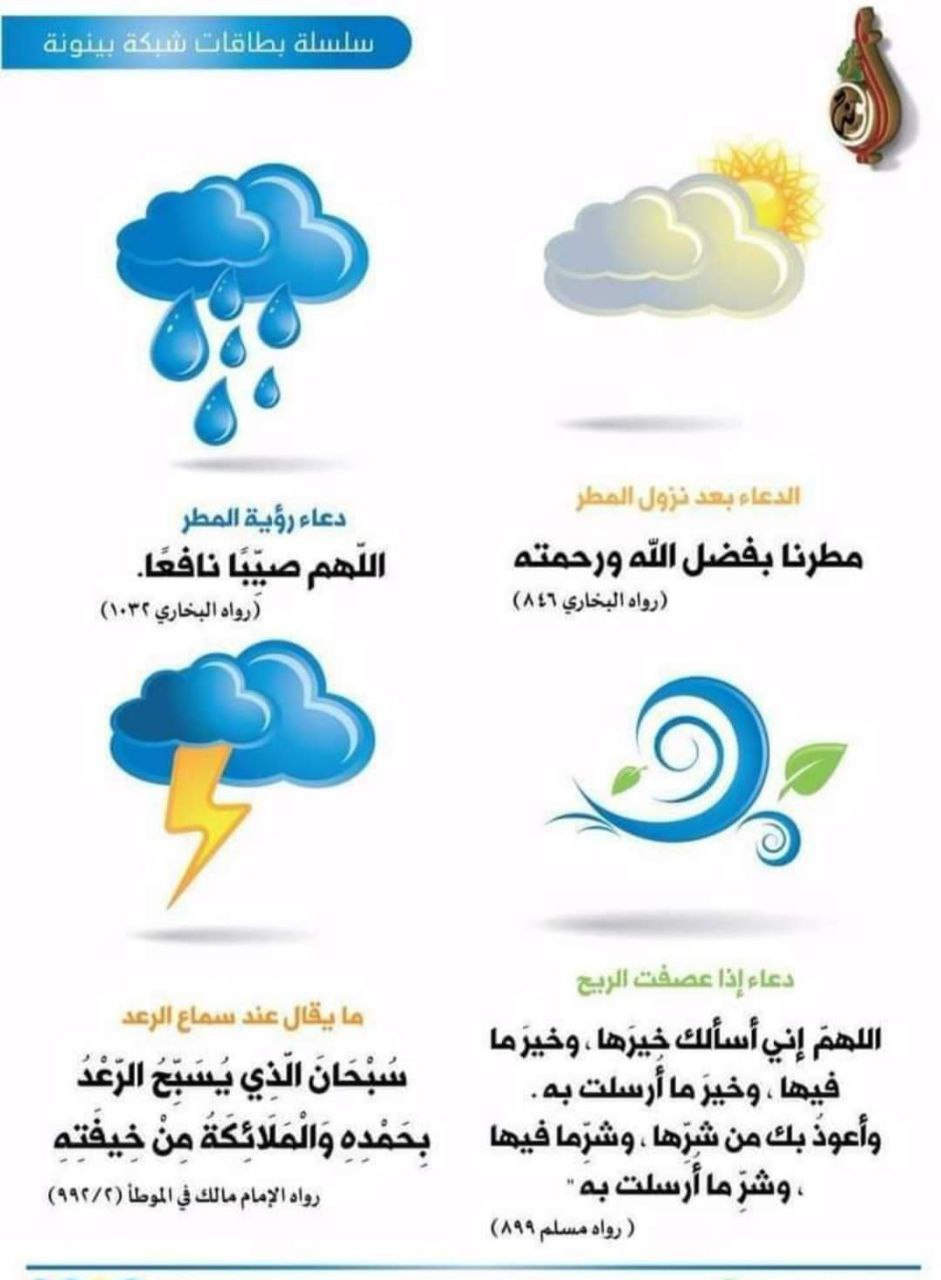 سلسلة بطاقات شبكة بينونة
الدعاء بعد نزول المطر
مطرنا بفضل الله ورحمته
(رواه البخاري ٨٤٦)
دعاء رؤية المطر
اللّهم صيّبًا نافعًا.
(رواه البخاري ١٠٣٢)
دعاء إذا عصفت الريح
اللهمَ إني أسألك خيرَها ، وخيرَ ما
فيها ، وخيرَ ما أُرسلت به .
وأعوذُ بك من شرِّها ، وشرِّما فيها
، وشرِّ ما أُرسلت به "
( رواه مسلم ٨٩٩)
ما يقال عند سماع الرعد
سُبْحَانَ الَّذِي يُسَبِّحُ الرَّعْدُ
بِحَمْدِهِ وَالْمَلَائِكَةُ مِنْ خِيفَتِهِ
رواه الإمام مالك في الموطأ (٩٩٢/٢)